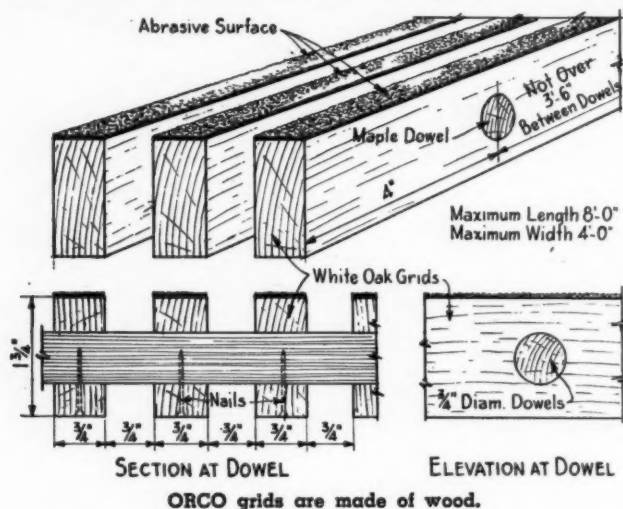 Abrasive Surface
Not Over
3'-6"
Between Dowels
Maple Dowel
4"
Maximum Length 8'-0"
Maximum Width 4'-0"
White Oak Grids
1¾"
Nails
¾" Diam. Dowels
¾" ¾" ¾" ¾" ¾" ¾"
SECTION AT DOWEL
ELEVATION AT DOWEL
ORCO grids are made of wood.